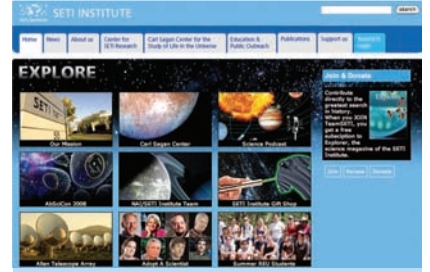 SETI INSTITUTE
search
Home
News
About us
Center for
SETI Research
Carl Sagan Center for the
Study of Life in the Universe
Education &
Public Outreach
Publications
Support us
EXPLORE
Our Mission
Carl Sagan Center
Science Podcast
AbSciCon 2008
NAI/SETI Institute Team
SETI Institute Gift Shop
Allen Telescope Array
Adopt A Scientist
Summer REU Students
Join & Donate
Contribute
directly to the
greatest search
in history.
When you JOIN
TeamSETI, you
get a free
subsciption to
Explorer, the
science magazine of the SETI
Institute.
Join
Renew
Donate